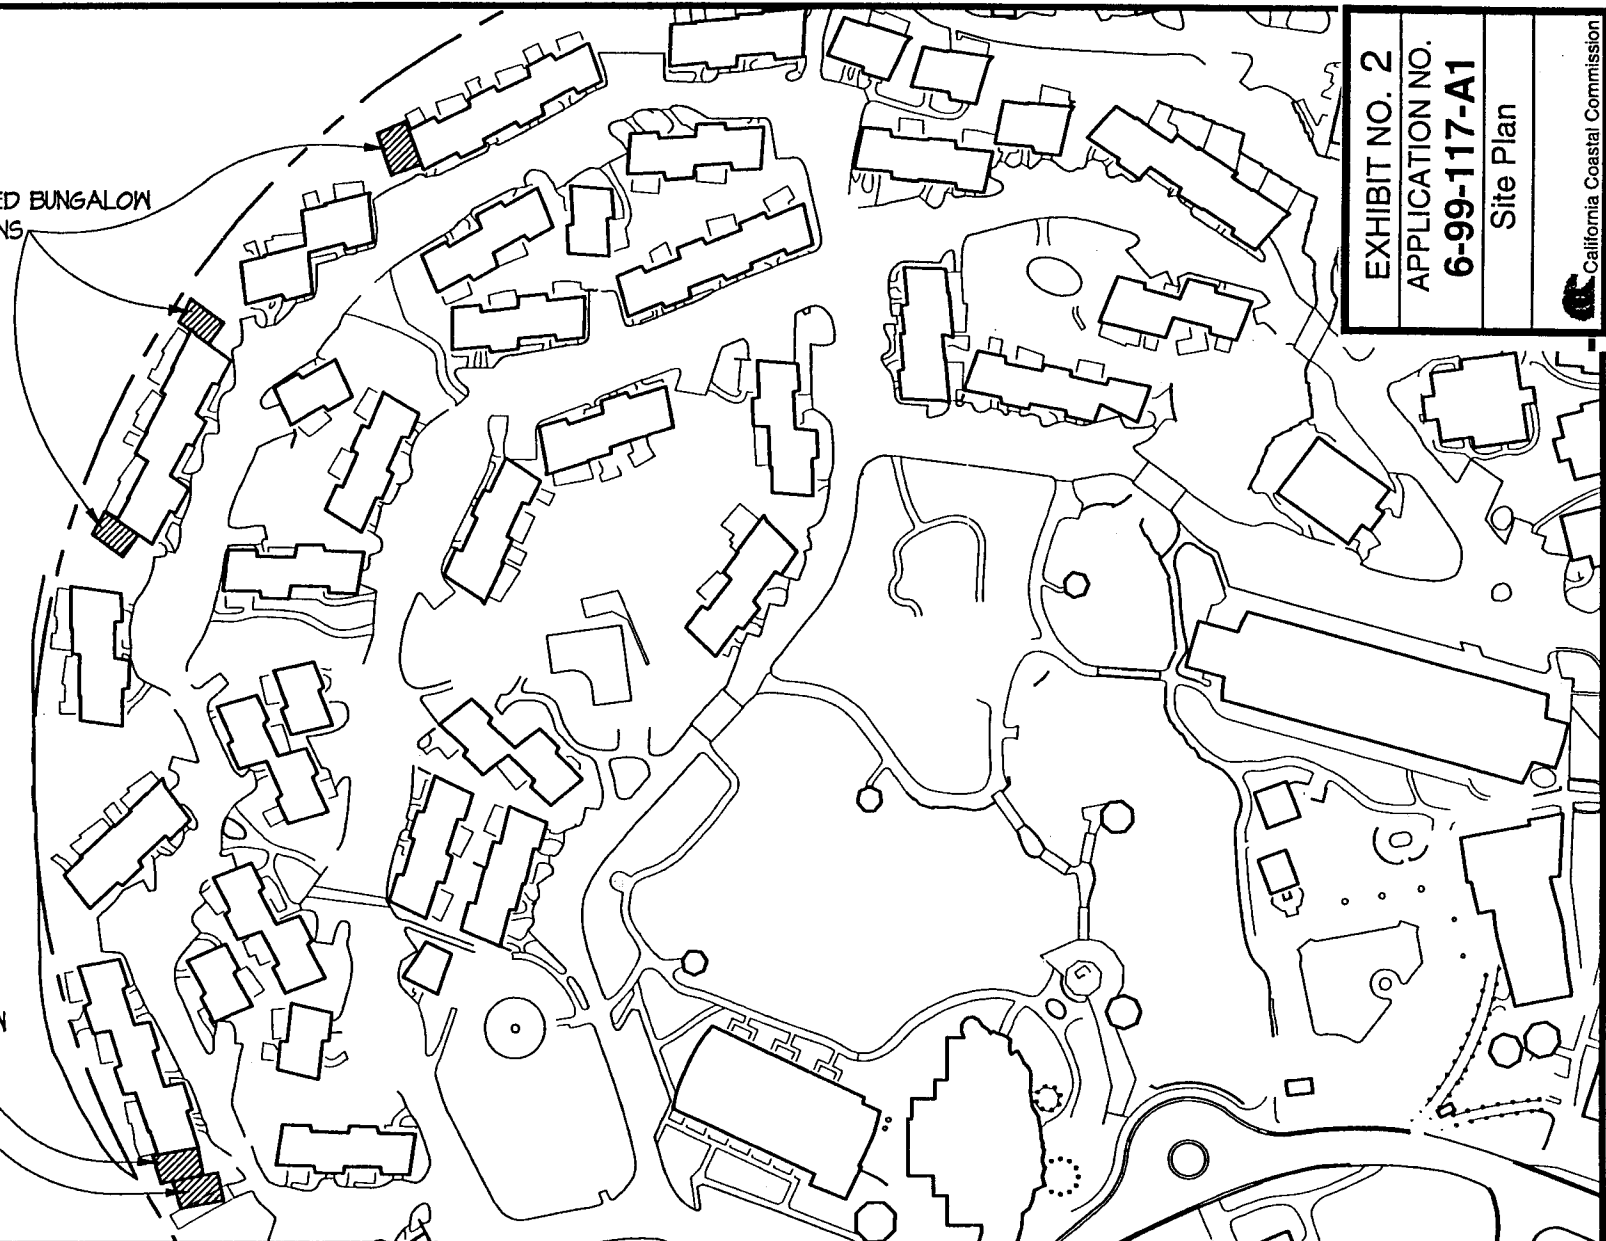 ED BUNGALOW
NS
EXHIBIT NO. 2
APPLICATION NO.
6-99-117-A1
Site Plan
California Coastal Commission